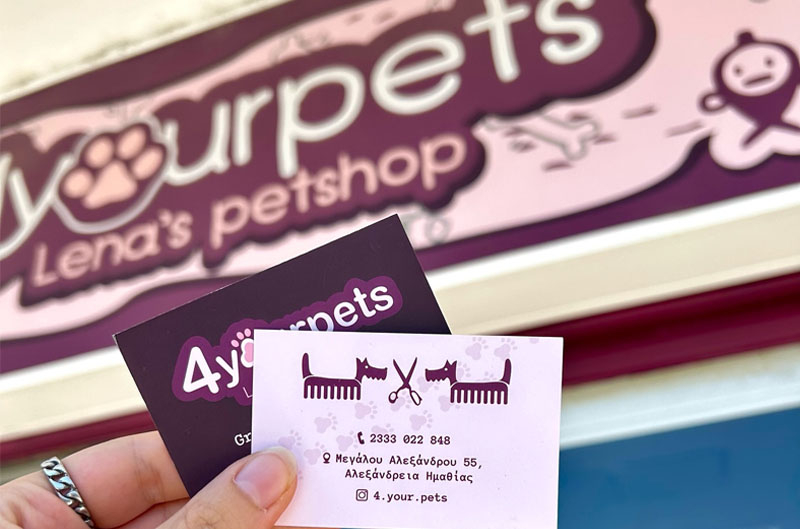 4yourpets
Lena's petshop
4yourpets
2333 022 848
Μεγάλου Αλεξάνδρου 55,
Αλεξάνδρεια Ημαθίας
4.your.pets